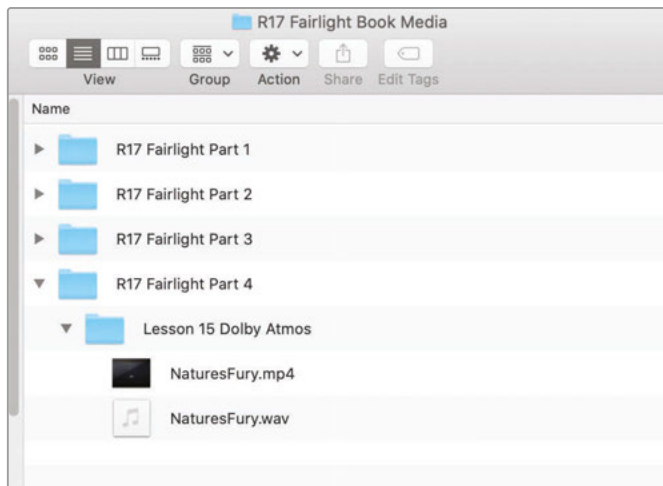 R17 Fairlight Book Media
View Group Action Share Edit Tags
Name
R17 Fairlight Part 1
R17 Fairlight Part 2
R17 Fairlight Part 3
R17 Fairlight Part 4
Lesson 15 Dolby Atmos
NaturesFury.mp4
NaturesFury.wav